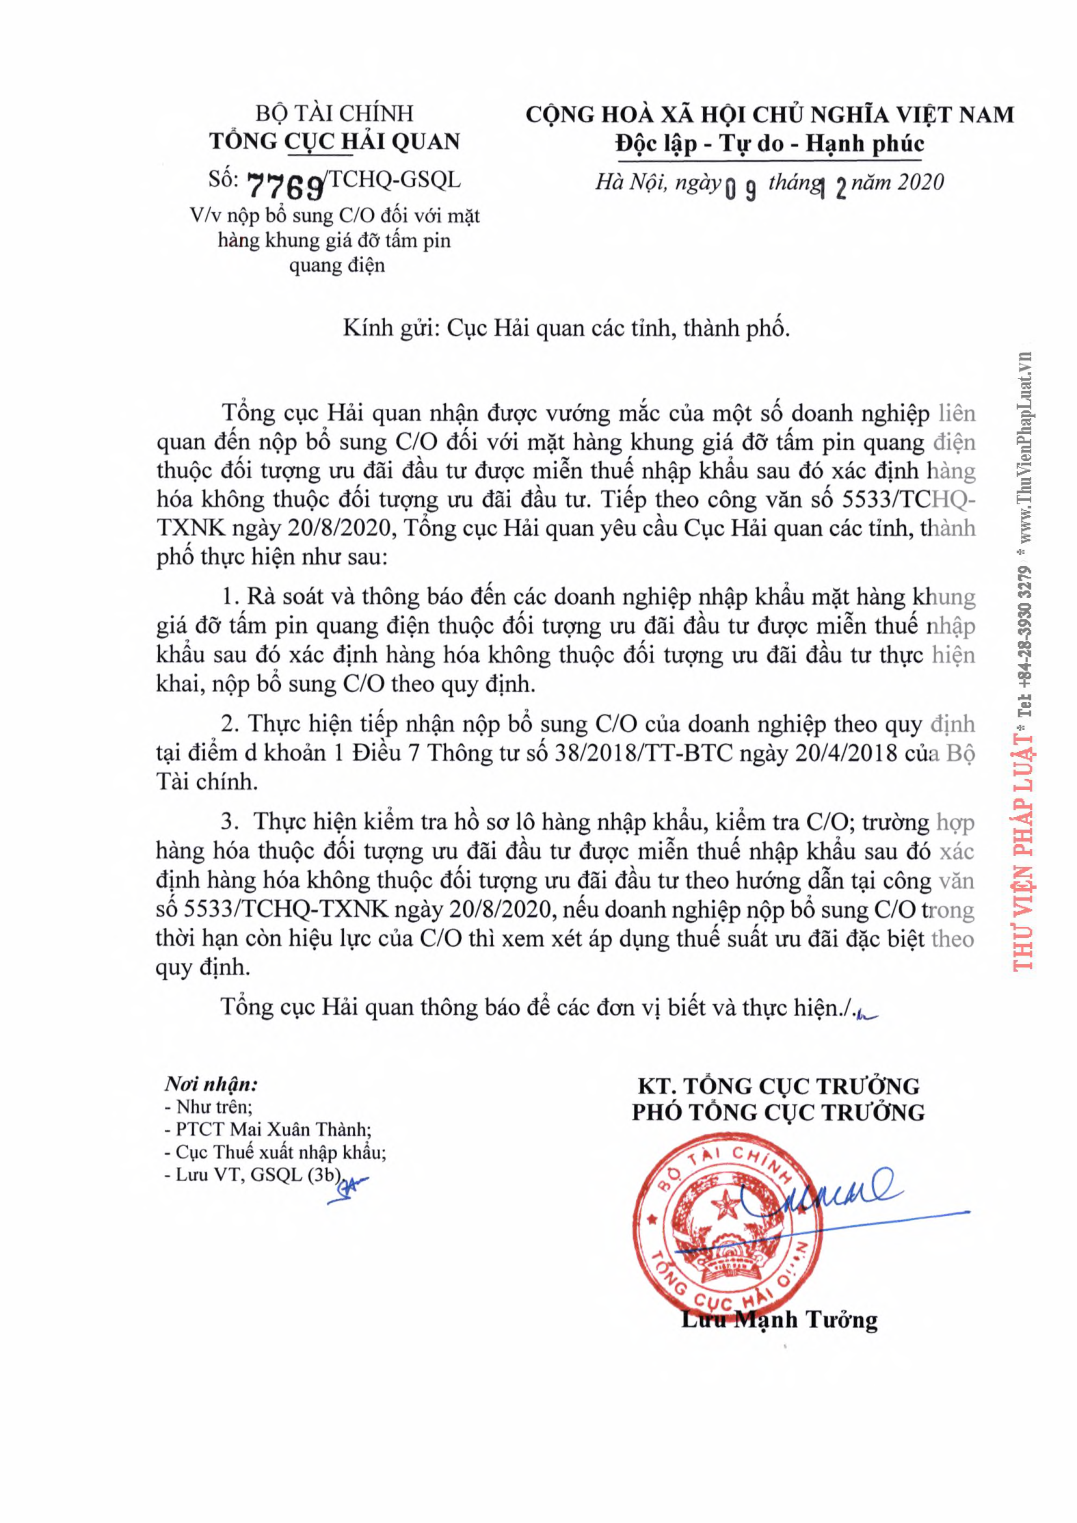 BỘ TÀI CHÍNH
TỔNG CỤC HẢI QUAN
Số: 7769/TCHQ-GSQL
V/v nộp bổ sung C/O đối với mặt
hàng khung giá đỡ tấm pin
quang điện
CỘNG HOÀ XÃ HỘI CHỦ NGHĨA VIỆT NAM
Độc lập - Tự do - Hạnh phúc
Hà Nội, ngày 09 tháng 12 năm 2020
Kính gửi: Cục Hải quan các tỉnh, thành phố.
Tổng cục Hải quan nhận được vướng mắc của một số doanh nghiệp liên
quan đến nộp bổ sung C/O đối với mặt hàng khung giá đỡ tấm pin quang điện
thuộc đối tượng ưu đãi đầu tư được miễn thuế nhập khẩu sau đó xác định hàng
hóa không thuộc đối tượng ưu đãi đầu tư. Tiếp theo công văn số 5533/TCHQ-
TXNK ngày 20/8/2020, Tổng cục Hải quan yêu cầu Cục Hải quan các tỉnh, thành
phố thực hiện như sau:
1. Rà soát và thông báo đến các doanh nghiệp nhập khẩu mặt hàng khung
giá đỡ tấm pin quang điện thuộc đối tượng ưu đãi đầu tư được miễn thuế nhập
khẩu sau đó xác định hàng hóa không thuộc đối tượng ưu đãi đầu tư thực hiện
khai, nộp bổ sung C/O theo quy định.
2. Thực hiện tiếp nhận nộp bổ sung C/O của doanh nghiệp theo quy định
tại điểm d khoản 1 Điều 7 Thông tư số 38/2018/TT-BTC ngày 20/4/2018 của Bộ
Tài chính.
3. Thực hiện kiểm tra hồ sơ lô hàng nhập khẩu, kiểm tra C/O; trường hợp
hàng hóa thuộc đối tượng ưu đãi đầu tư được miễn thuế nhập khẩu sau đó xác
định hàng hóa không thuộc đối tượng ưu đãi đầu tư theo hướng dẫn tại công văn
số 5533/TCHQ-TXNK ngày 20/8/2020, nếu doanh nghiệp nộp bổ sung C/O trong
thời hạn còn hiệu lực của C/O thì xem xét áp dụng thuế suất ưu đãi đặc biệt theo
quy định.
Tổng cục Hải quan thông báo để các đơn vị biết và thực hiện./.
Nơi nhận:
- Như trên;
- PTCT Mai Xuân Thành;
- Cục Thuế xuất nhập khẩu;
- Lưu VT, GSQL (3b).
KT. TỔNG CỤC TRƯỞNG
PHÓ TỔNG CỤC TRƯỞNG
BỘ TÀI CHÍNH
TỔNG CỤC HẢI QUAN
Lưu Mạnh Tưởng
THƯ VIỆN PHÁP LUẬT * Tel: +84-28-3930 3279 * www.ThuVienPhapLuat.vn